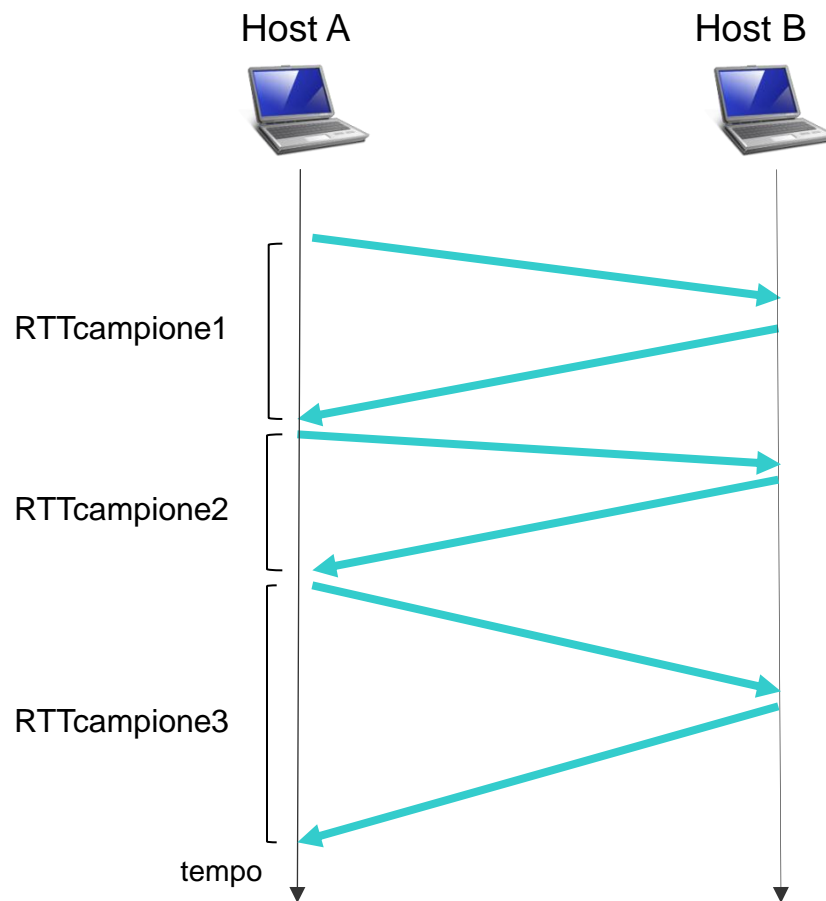 Host A
Host B
RTTcampione1
RTTcampione2
RTTcampione3
tempo